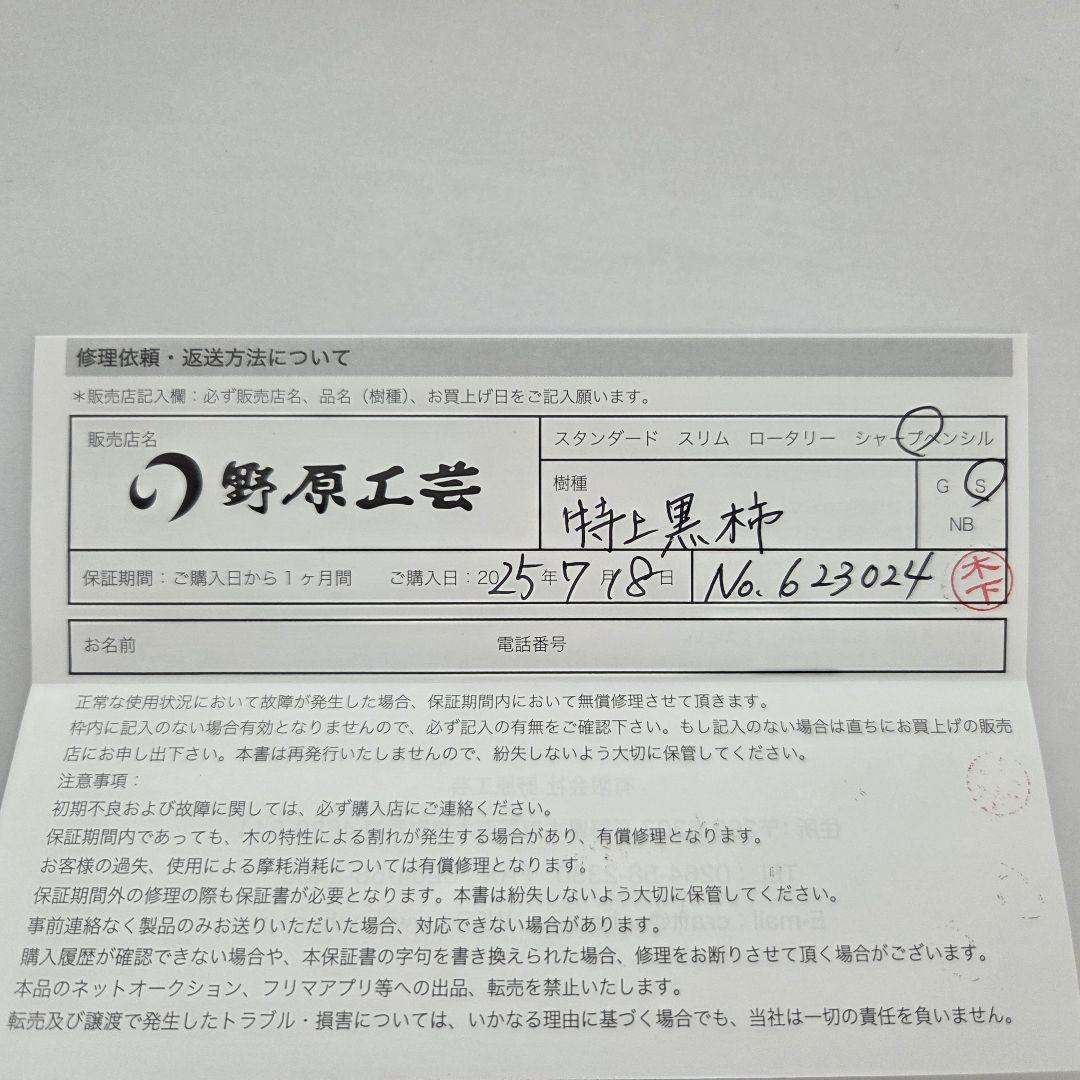 修理依頼・返送方法について
＊販売店記入欄：必ず販売店名、品名（樹種）、お買上げ日をご記入願います。
販売店名
野原工芸
スタンダード　スリム　ロータリー　シャープペンシル
樹種
特上黒柿
G　S
NB
保証期間：ご購入日から１ヶ月間　ご購入日：2025年7月18日　No. 623024
木下
お名前　電話番号
正常な使用状況において故障が発生した場合、保証期間内において無償修理させて頂きます。
枠内に記入のない場合有効となりませんので、必ず記入の有無をご確認下さい。もし記入のない場合は直ちにお買上げの販売
店にお申し出下さい。本書は再発行いたしませんので、紛失しないよう大切に保管してください。
注意事項：
初期不良および故障に関しては、必ず購入店にご連絡ください。
保証期間内であっても、木の特性による割れが発生する場合があり、有償修理となります。
お客様の過失、使用による摩耗消耗については有償修理となります。
保証期間外の修理の際も保証書が必要となります。本書は紛失しないよう大切に保管してください。
事前連絡なく製品のみお送りいただいた場合、対応できない場合があります。
購入履歴が確認できない場合や、本保証書の字句を書き換えられた場合、修理をお断りさせて頂く場合がございます。
本品のネットオークション、フリマアプリ等への出品、転売を禁止いたします。
転売及び譲渡で発生したトラブル・損害については、いかなる理由に基づく場合でも、当社は一切の責任を負いません。